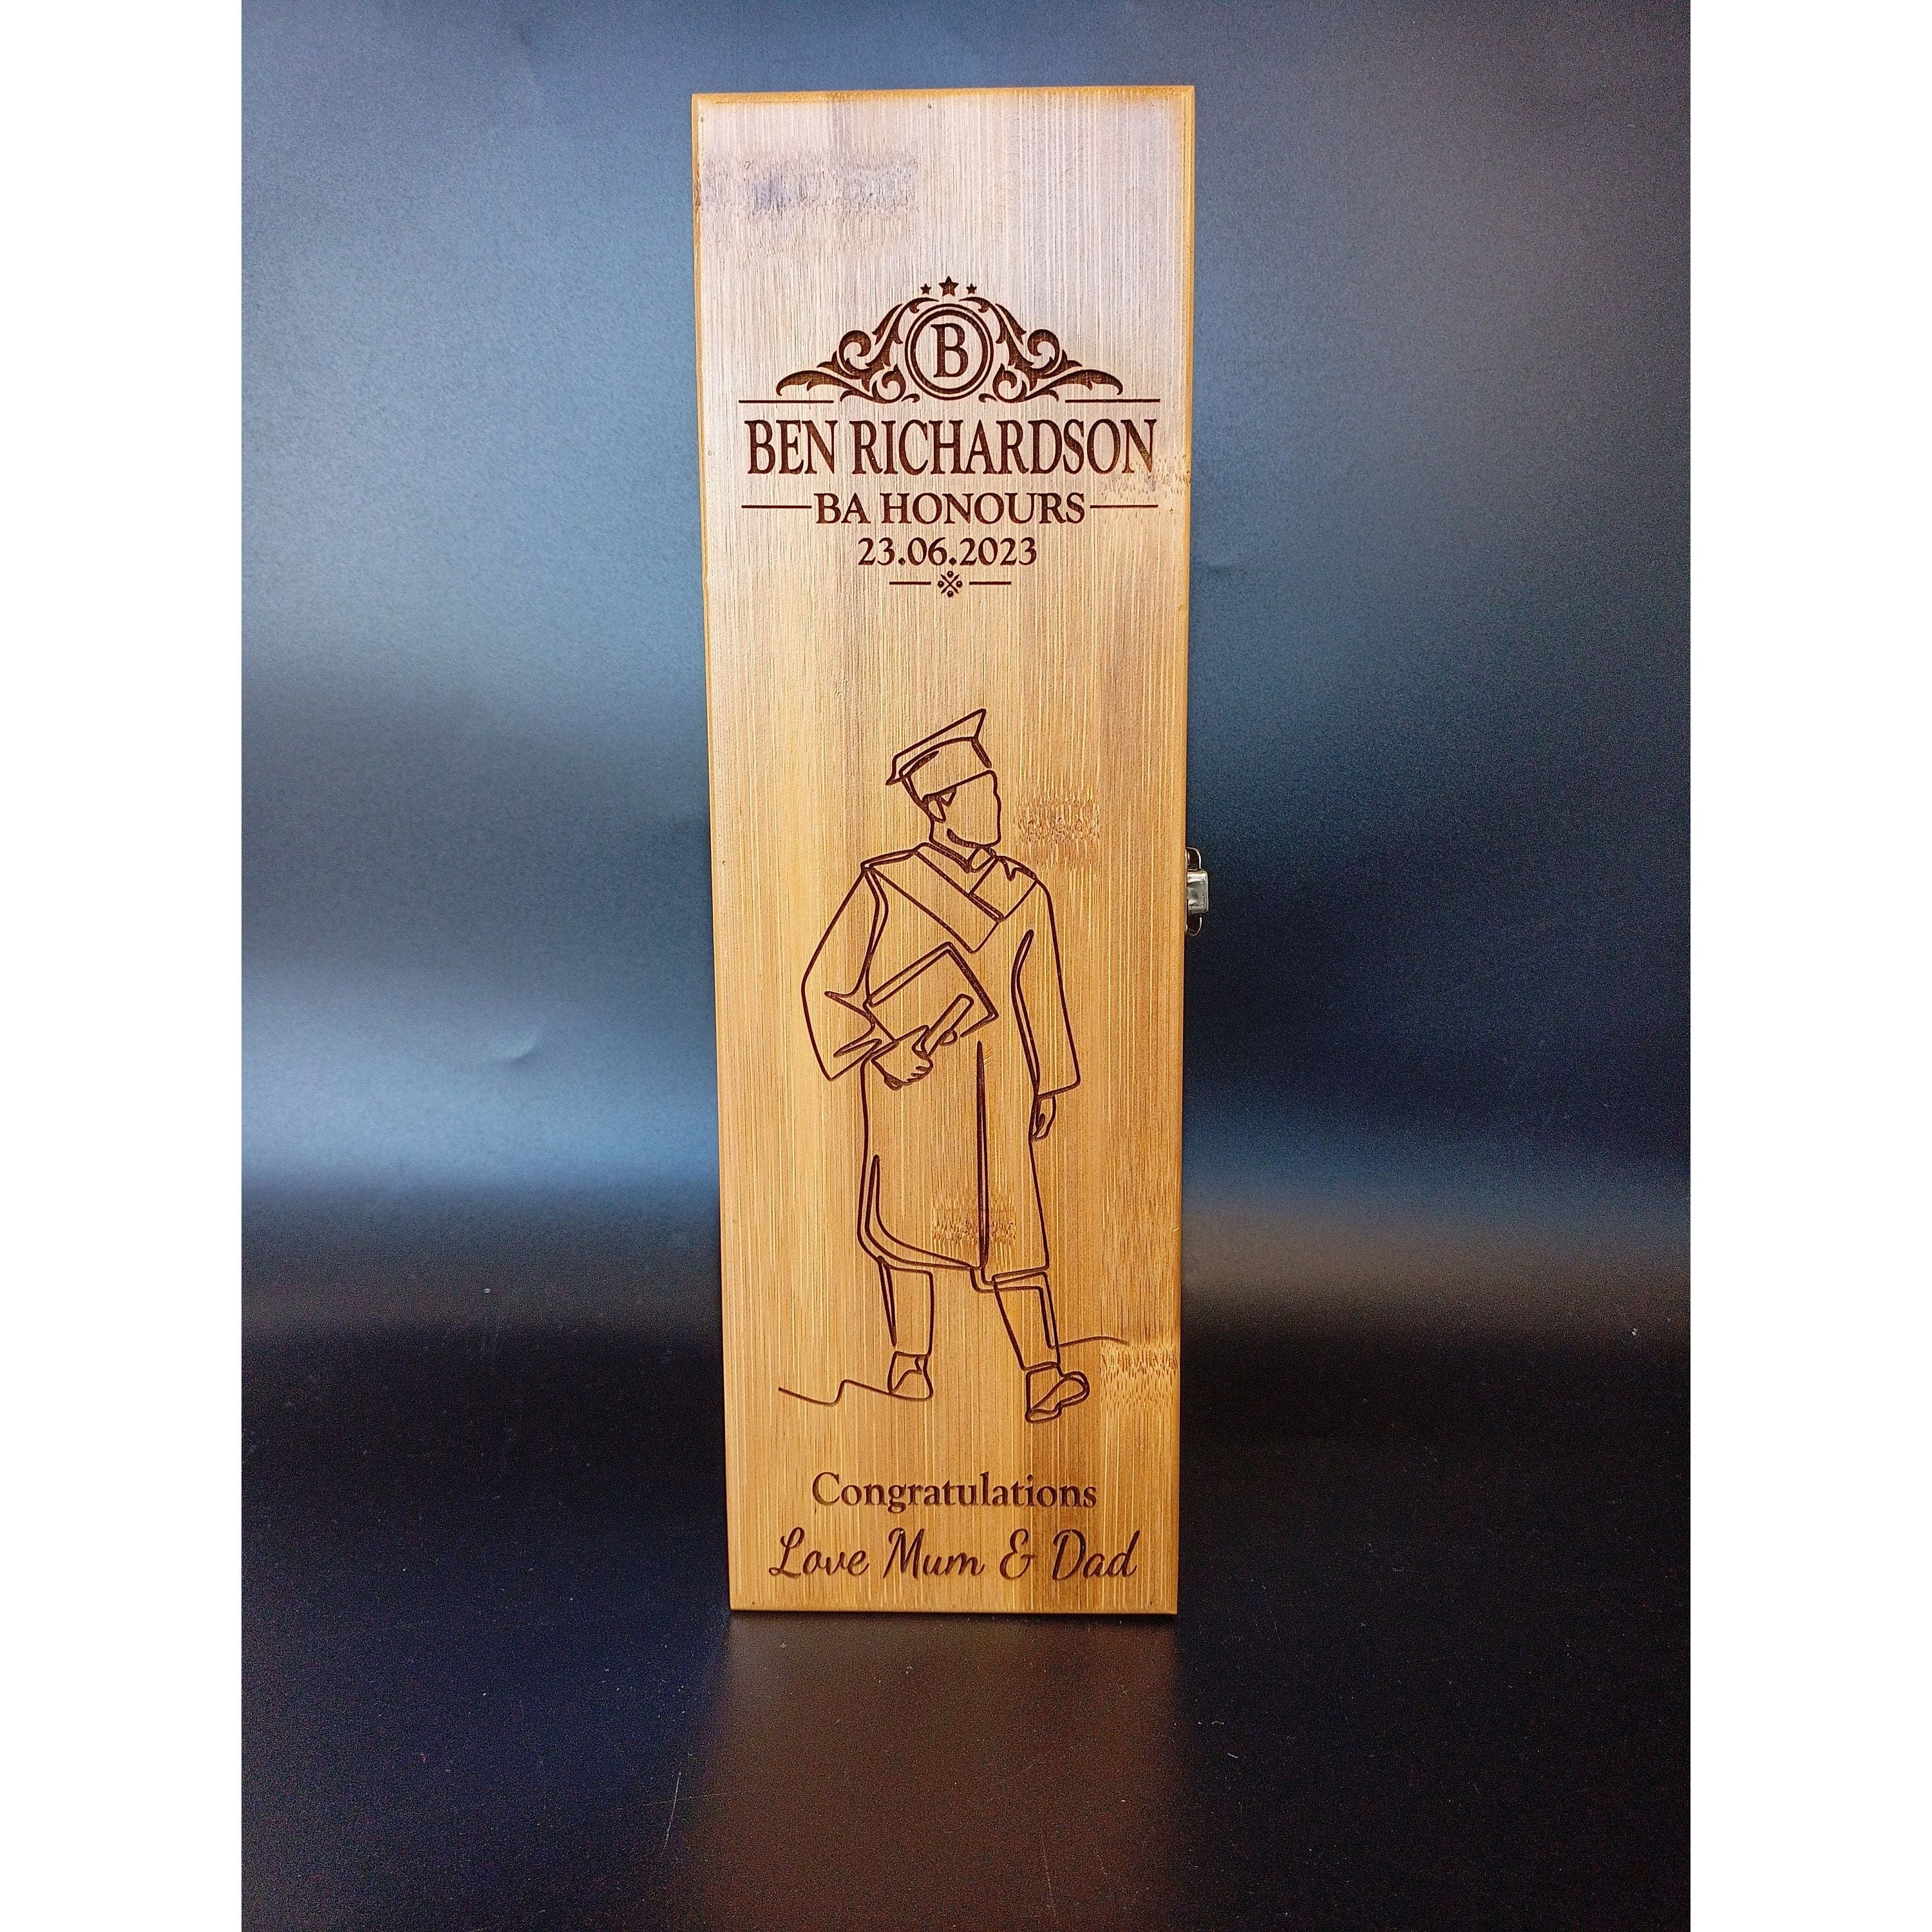 B
BEN RICHARDSON
BA HONOURS
23.06.2023
Congratulations
Love Mum & Dad